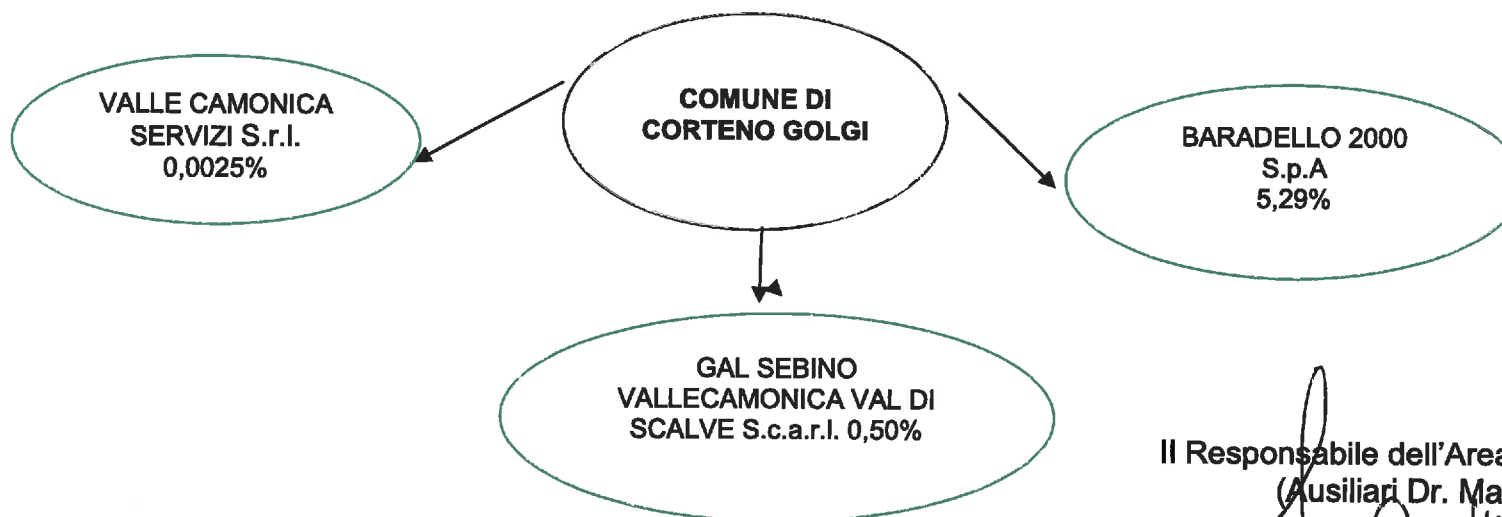 VALLE CAMONICA
SERVIZI S.r.l.
0,0025%
COMUNE DI
CORTENO GOLGI
BARADELLO 2000
S.p.A
5,29%
GAL SEBINO
VALLECAMONICA VAL DI
SCALVE S.c.a.r.l. 0,50%
Il Responsabile dell'Area
(Ausiliari Dr. Ma